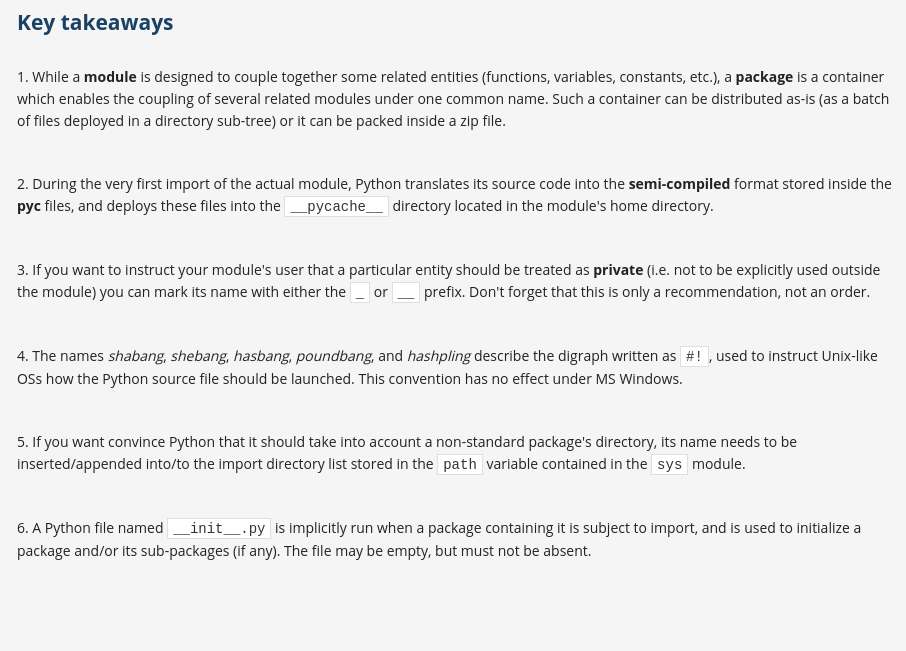 Key takeaways
1. While a module is designed to couple together some related entities (functions, variables, constants, etc.), a package is a container
which enables the coupling of several related modules under one common name. Such a container can be distributed as-is (as a batch
of files deployed in a directory sub-tree) or it can be packed inside a zip file.
2. During the very first import of the actual module, Python translates its source code into the semi-compiled format stored inside the
pyc files, and deploys these files into the __pycache__ directory located in the module's home directory.
3. If you want to instruct your module's user that a particular entity should be treated as private (i.e. not to be explicitly used outside
the module) you can mark its name with either the _ or __ prefix. Don't forget that this is only a recommendation, not an order.
4. The names shabang, shebang, hasbang, poundbang, and hashpling describe the digraph written as #!, used to instruct Unix-like
OSs how the Python source file should be launched. This convention has no effect under MS Windows.
5. If you want convince Python that it should take into account a non-standard package's directory, its name needs to be
inserted/appended into/to the import directory list stored in the path variable contained in the sys module.
6. A Python file named __init__.py is implicitly run when a package containing it is subject to import, and is used to initialize a
package and/or its sub-packages (if any). The file may be empty, but must not be absent.